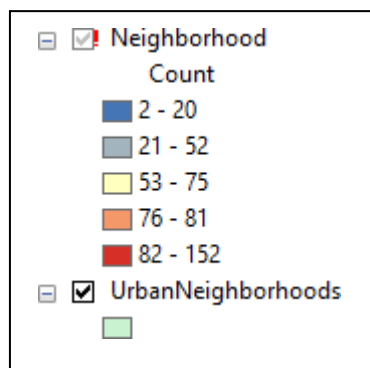 Neighborhood
Count
2 - 20
21 - 52
53 - 75
76 - 81
82 - 152
UrbanNeighborhoods